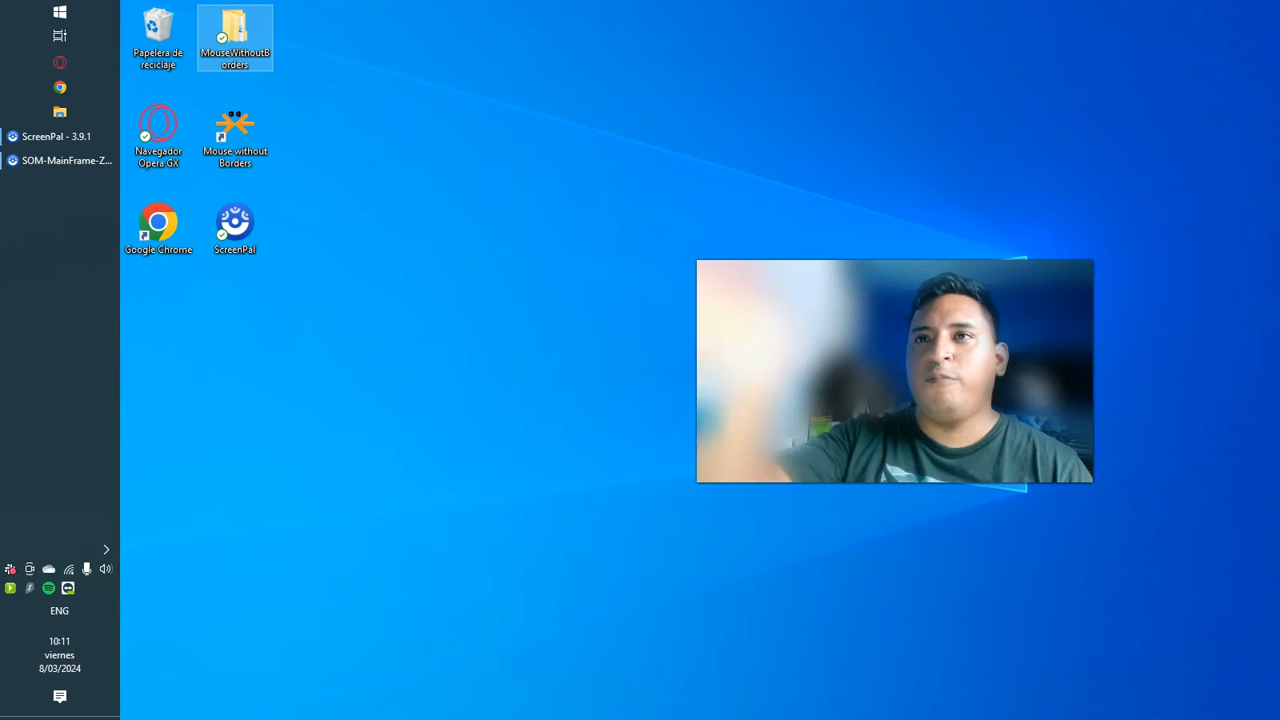 Papelera de
reciclaje
MouseWithoutB
orders
Navegador
Opera GX
Mouse without
Borders
Google Chrome
ScreenPal
ScreenPal - 3.9.1
SOM-MainFrame-Z...
ENG
10:11
viernes
8/03/2024